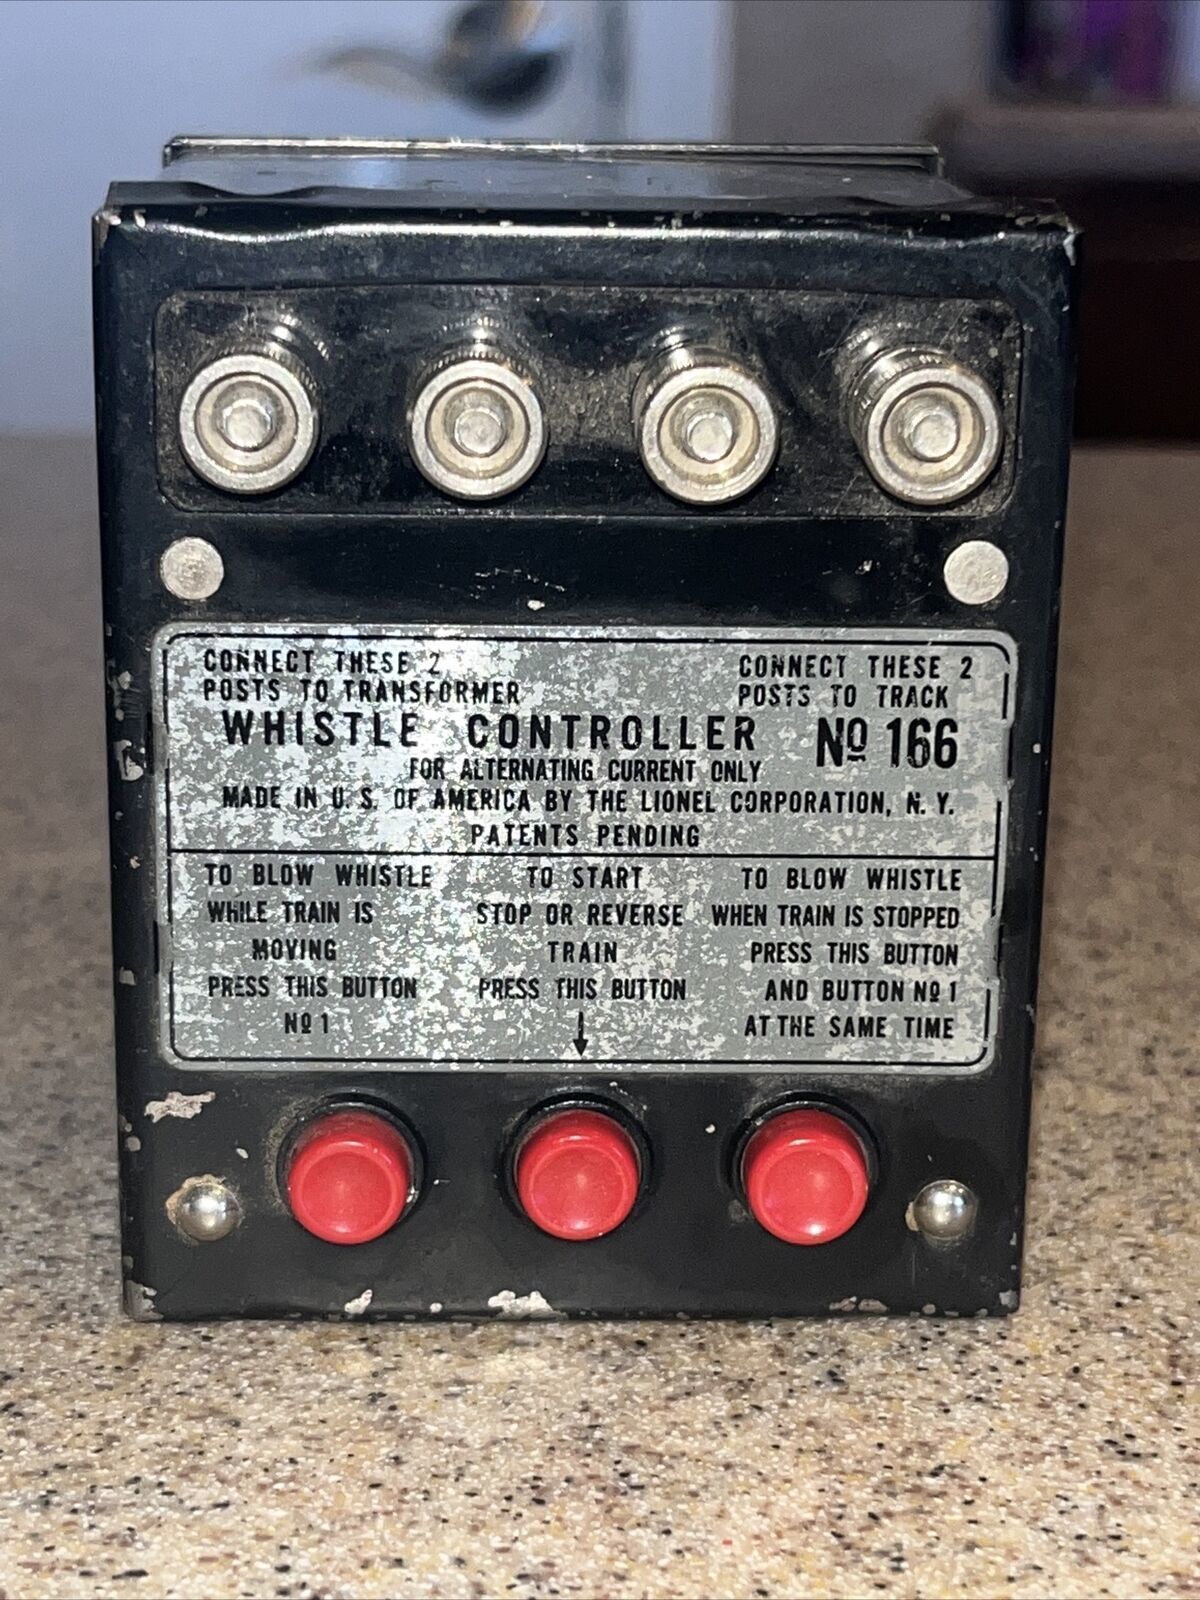 CONNECT THESE 2
POSTS TO TRANSFORMER
CONNECT THESE 2
POSTS TO TRACK
WHISTLE CONTROLLER Nº 166
FOR ALTERNATING CURRENT ONLY
MADE IN U. S. OF AMERICA BY THE LIONEL CORPORATION, N. Y.
PATENTS PENDING
TO BLOW WHISTLE
WHILE TRAIN IS
MOVING
PRESS THIS BUTTON
Nº 1
TO START
STOP OR REVERSE
TRAIN
PRESS THIS BUTTON
TO BLOW WHISTLE
WHEN TRAIN IS STOPPED
PRESS THIS BUTTON
AND BUTTON Nº 1
AT THE SAME TIME